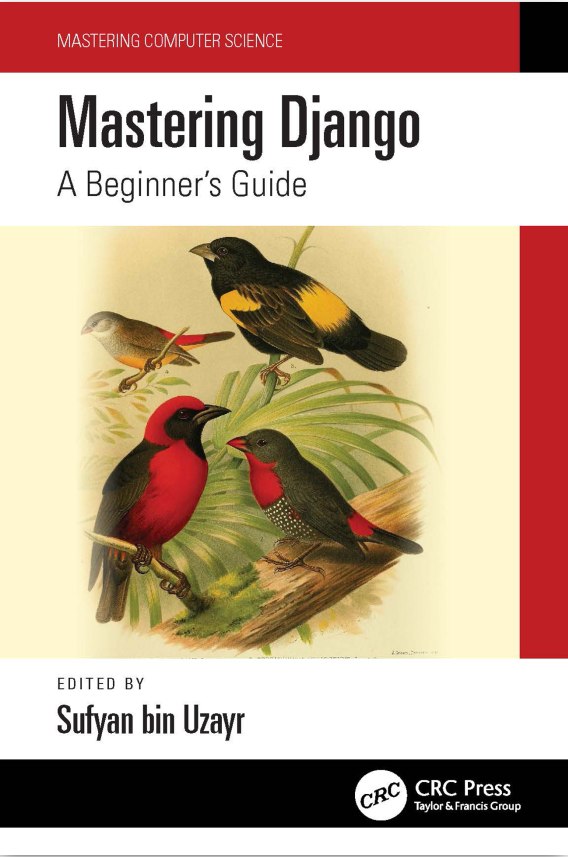 MASTERING COMPUTER SCIENCE
Mastering Django
A Beginner's Guide
EDITED BY
Sufyan bin Uzayr
CRC
CRC Press
Taylor & Francis Group